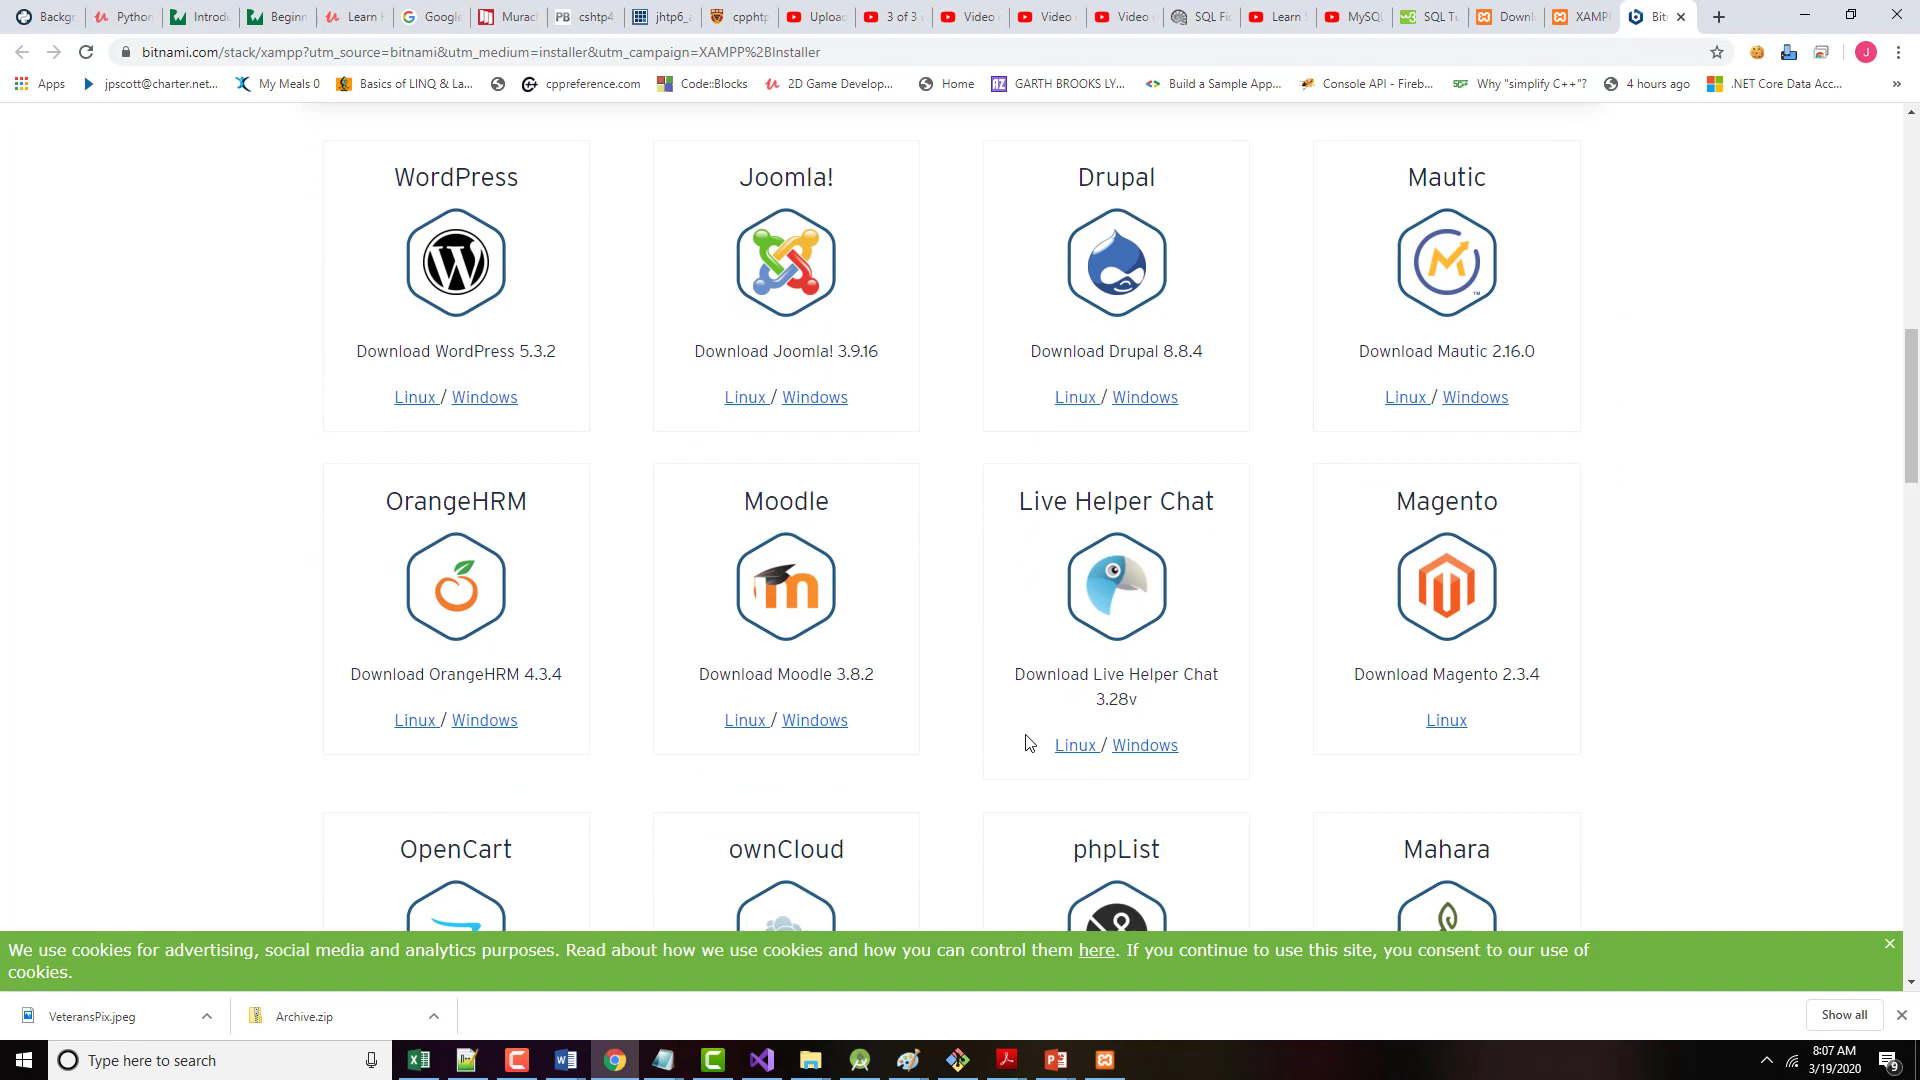 Backgr
Python
Introdu
Beginn
Learn
Google
Murac
cshtp4
jhtp6_a
cpphtp
Uploac
3 of 3
Video
Video
Video
SQL Fi
Learn
MySQL
SQL Tu
Downl
XAMPP
Bit
bitnami.com/stack/xampp?utm_source=bitnami&utm_medium=installer&utm_campaign=XAMPP%2BInstaller
J
Apps
jpscott@charter.net...
My Meals 0
Basics of LINQ & La...
cppreference.com
Code::Blocks
2D Game Develop...
Home
AZ
GARTH BROOKS LY...
Build a Sample App...
Console API - Fireb...
Why "simplify C++"?
4 hours ago
.NET Core Data Acc...
»
WordPress
Joomla!
Drupal
Mautic
Download WordPress 5.3.2
Download Joomla! 3.9.16
Download Drupal 8.8.4
Download Mautic 2.16.0
Linux / Windows
Linux / Windows
Linux / Windows
Linux / Windows
OrangeHRM
Moodle
Live Helper Chat
Magento
Download OrangeHRM 4.3.4
Download Moodle 3.8.2
Download Live Helper Chat
3.28v
Download Magento 2.3.4
Linux / Windows
Linux / Windows
Linux / Windows
Linux
OpenCart
ownCloud
phpList
Mahara
We use cookies for advertising, social media and analytics purposes. Read about how we use cookies and how you can control them here. If you continue to use this site, you consent to our use of
cookies.
VeteransPix.jpeg
Archive.zip
Show all
Type here to search
8:07 AM
3/19/2020
9